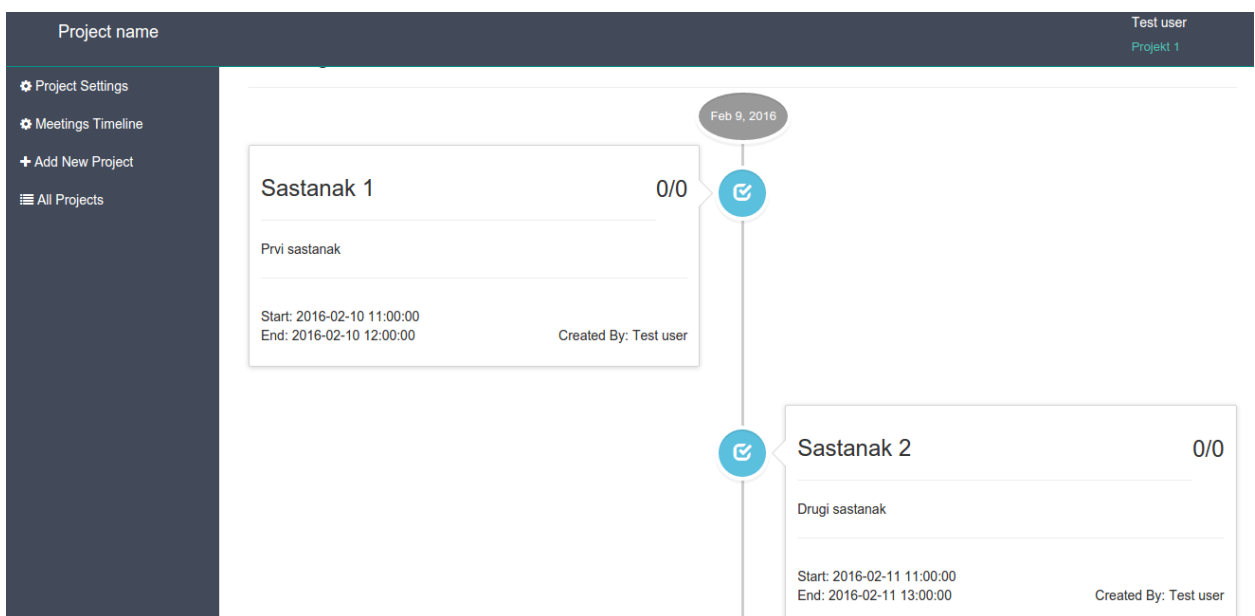 Project name
Test user
Projekt 1
Project Settings
Meetings Timeline
Add New Project
All Projects
Feb 9, 2016
Sastanak 1
0/0
Prvi sastanak
Start: 2016-02-10 11:00:00
End: 2016-02-10 12:00:00
Created By: Test user
Sastanak 2
0/0
Drugi sastanak
Start: 2016-02-11 11:00:00
End: 2016-02-11 13:00:00
Created By: Test user